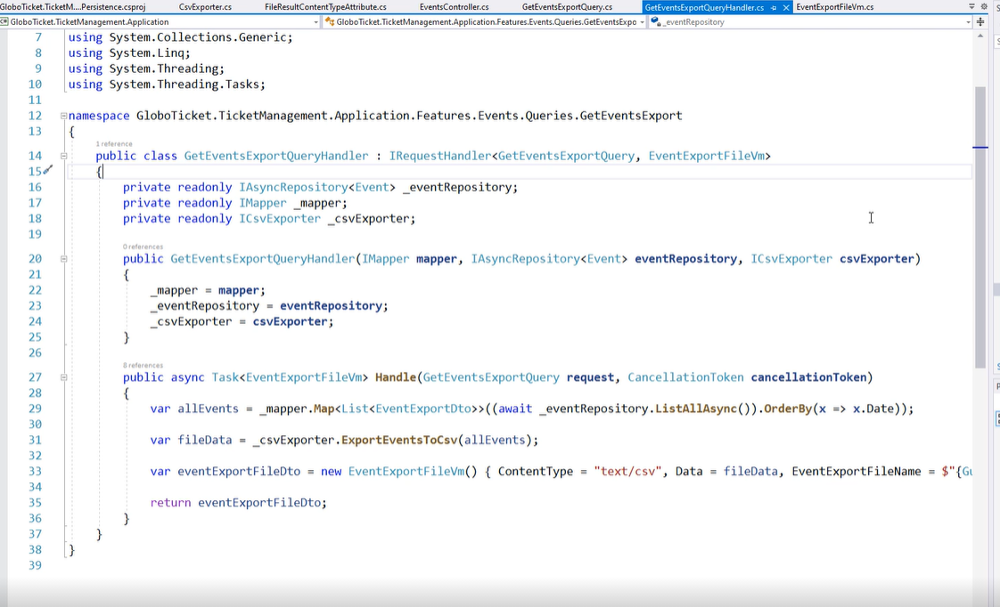 GloboTicket.TicketM....Persistence.csproj CsvExporter.cs FileResultContentTypeAttribute.cs EventsController.cs GetEventsExportQuery.cs GetEventsExportQueryHandler.cs EventExportFileVm.cs
GloboTicket.TicketManagement.Application GloboTicket.TicketManagement.Application.Features.Events.Queries.GetEventsExpo _eventRepository
7 using System.Collections.Generic;
8 using System.Linq;
9 using System.Threading;
10 using System.Threading.Tasks;
11
12 namespace GloboTicket.TicketManagement.Application.Features.Events.Queries.GetEventsExport
13 {
1 reference
14 public class GetEventsExportQueryHandler : IRequestHandler<GetEventsExportQuery, EventExportFileVm>
15 {
16 private readonly IAsyncRepository<Event> _eventRepository;
17 private readonly IMapper _mapper;
18 private readonly ICsvExporter _csvExporter;
19
0 references
20 public GetEventsExportQueryHandler(IMapper mapper, IAsyncRepository<Event> eventRepository, ICsvExporter csvExporter)
21 {
22 _mapper = mapper;
23 _eventRepository = eventRepository;
24 _csvExporter = csvExporter;
25 }
26
8 references
27 public async Task<EventExportFileVm> Handle(GetEventsExportQuery request, CancellationToken cancellationToken)
28 {
29 var allEvents = _mapper.Map<List<EventExportDto>>((await _eventRepository.ListAllAsync()).OrderBy(x => x.Date));
30
31 var fileData = _csvExporter.ExportEventsToCsv(allEvents);
32
33 var eventExportFileDto = new EventExportFileVm() { ContentType = "text/csv", Data = fileData, EventExportFileName = $"{Gu
34
35 return eventExportFileDto;
36 }
37 }
38 }
39